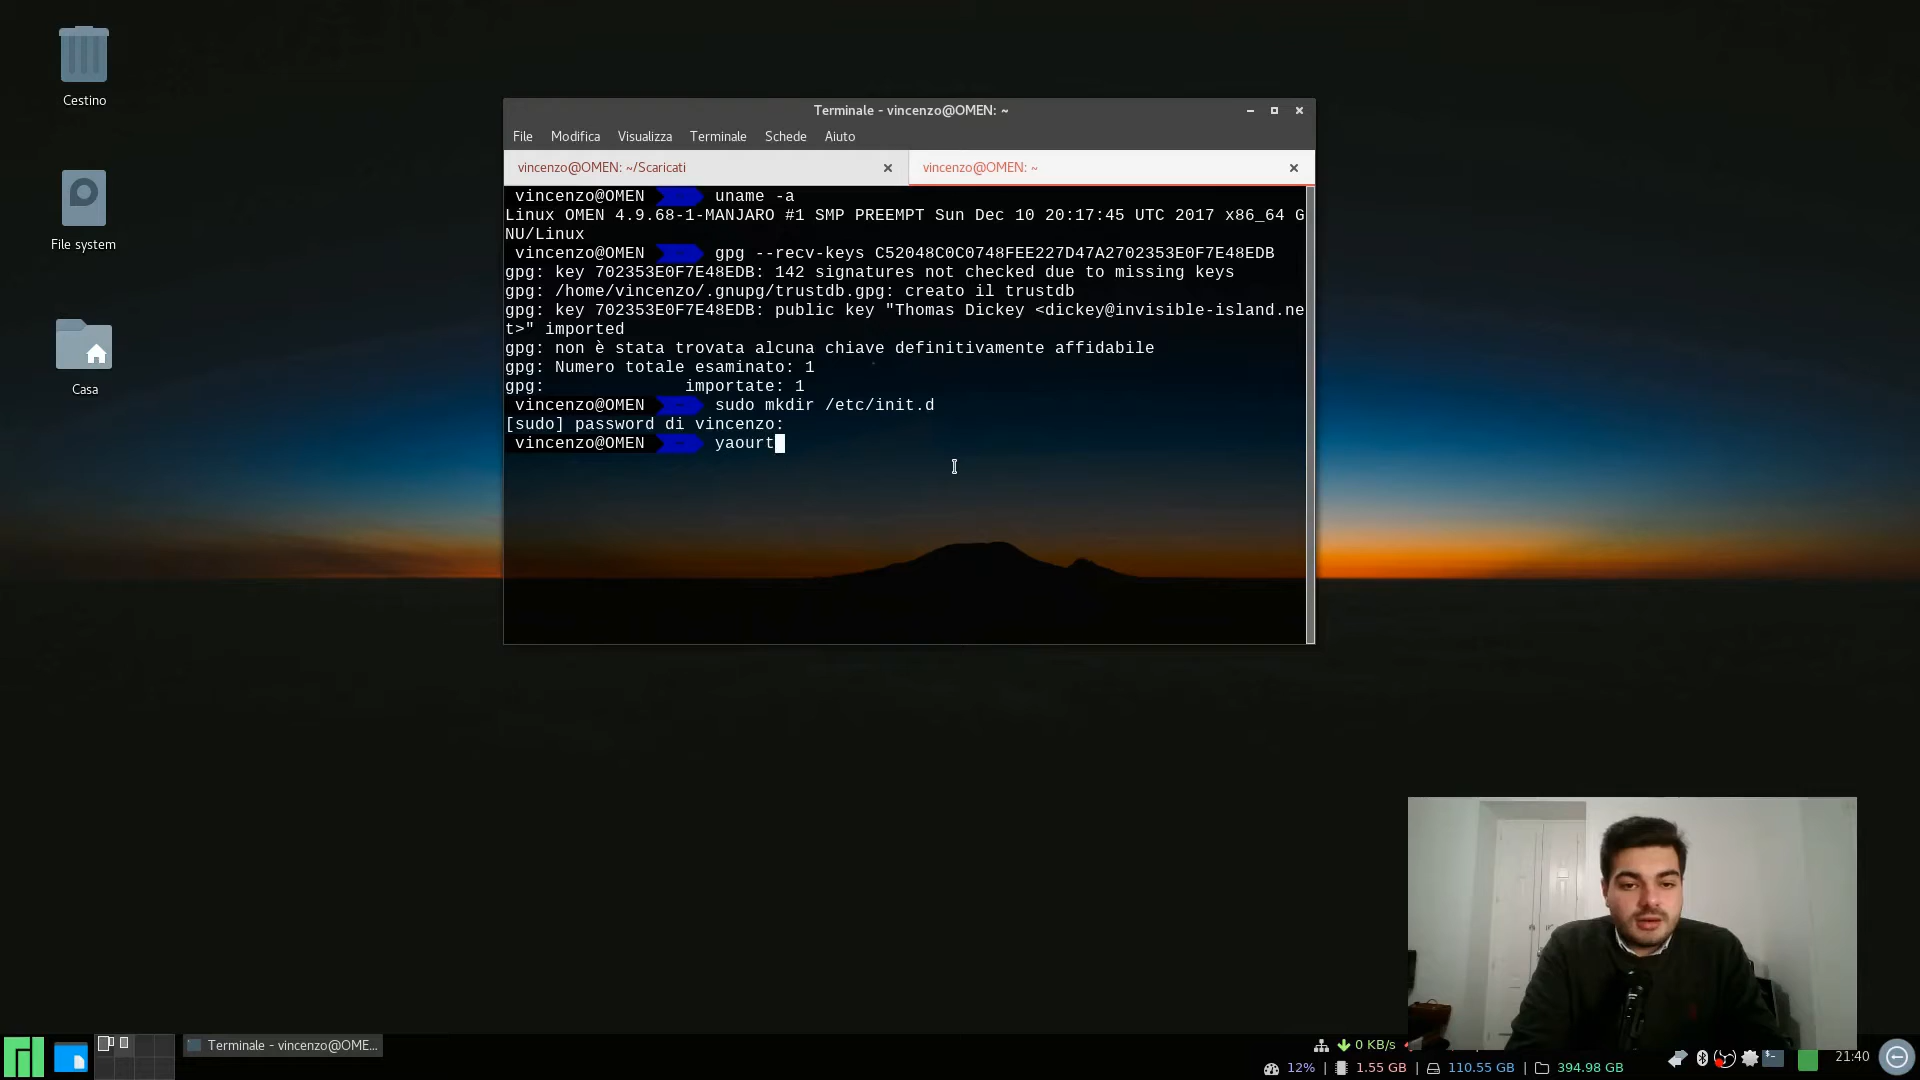 Cestino
File system
Casa
Terminale - vincenzo@OMEN: ~
File Modifica Visualizza Terminale Schede Aiuto
vincenzo@OMEN: ~/Scaricati
vincenzo@OMEN: ~
vincenzo@OMEN ~ uname -a
Linux OMEN 4.9.68-1-MANJARO #1 SMP PREEMPT Sun Dec 10 20:17:45 UTC 2017 x86_64 G
NU/Linux
vincenzo@OMEN ~ gpg --recv-keys C52048C0C0748FEE227D47A2702353E0F7E48EDB
gpg: key 702353E0F7E48EDB: 142 signatures not checked due to missing keys
gpg: /home/vincenzo/.gnupg/trustdb.gpg: creato il trustdb
gpg: key 702353E0F7E48EDB: public key "Thomas Dickey <dickey@invisible-island.ne
t>" imported
gpg: non è stata trovata alcuna chiave definitivamente affidabile
gpg: Numero totale esaminato: 1
gpg: importate: 1
vincenzo@OMEN ~ sudo mkdir /etc/init.d
[sudo] password di vincenzo:
vincenzo@OMEN ~ yaourt
Terminale - vincenzo@OME...
0 KB/s
12% | 1.55 GB | 110.55 GB | 394.98 GB
21:40